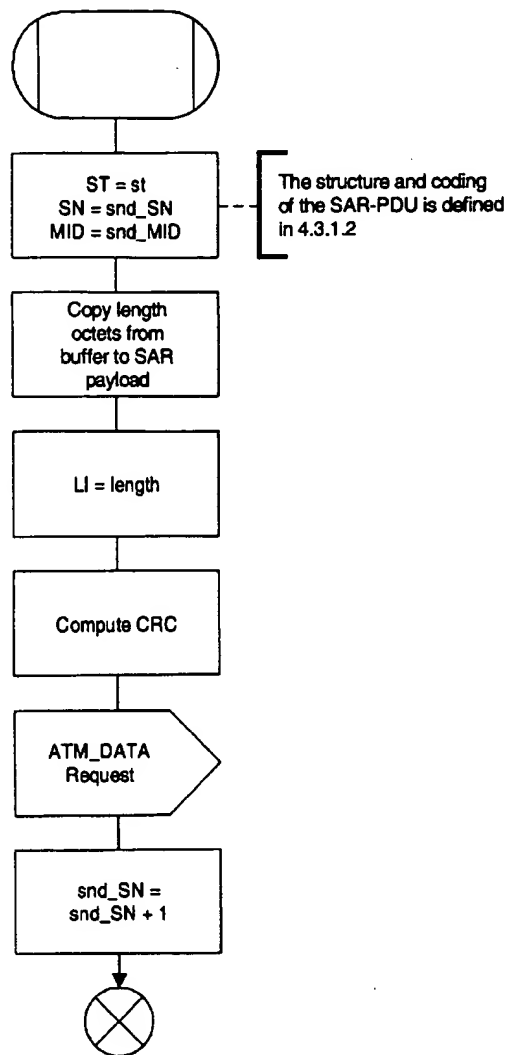 ST = st
SN = snd_SN
MID = snd_MID
The structure and coding
of the SAR-PDU is defined
in 4.3.1.2
Copy length
octets from
buffer to SAR
payload
LI = length
Compute CRC
ATM_DATA
Request
snd_SN =
snd_SN + 1